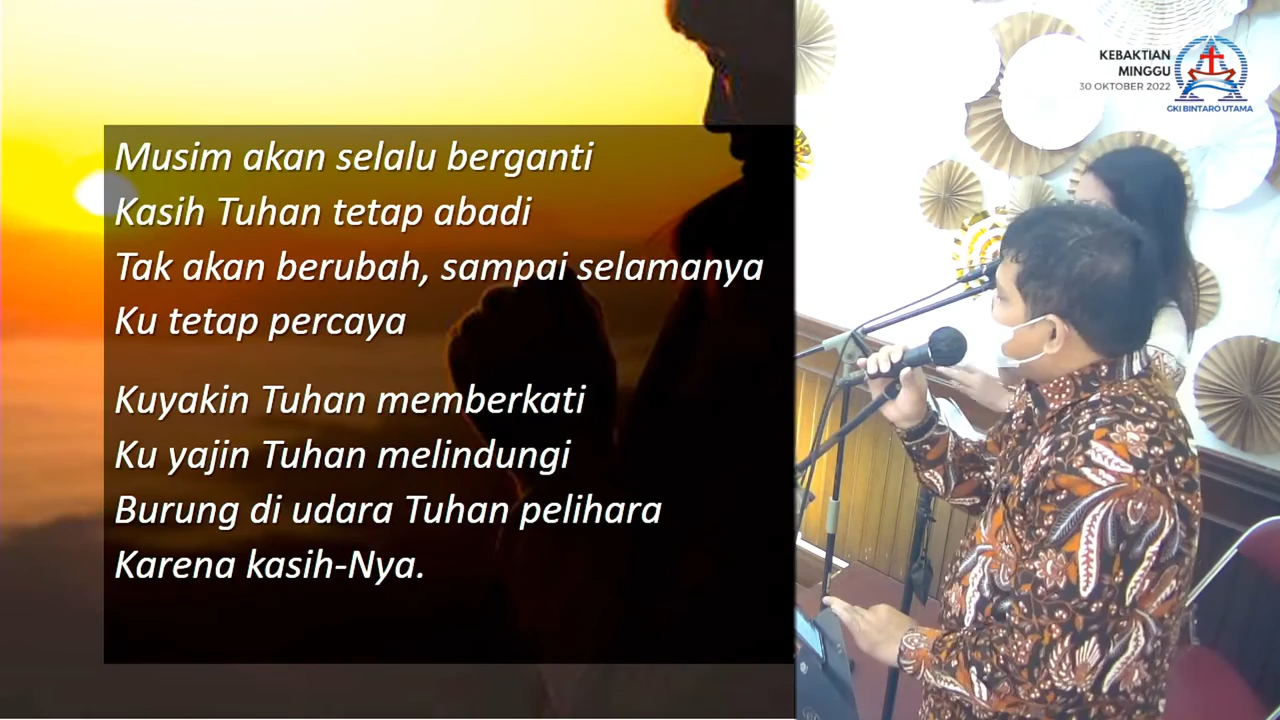 Musim akan selalu berganti
Kasih Tuhan tetap abadi
Tak akan berubah, sampai selamanya
Ku tetap percaya
Kuyakin Tuhan memberkati
Ku yajin Tuhan melindungi
Burung di udara Tuhan pelihara
Karena kasih-Nya.
KEBAKTIAN
MINGGU
30 OKTOBER 2022
GKI BINTARO UTAMA